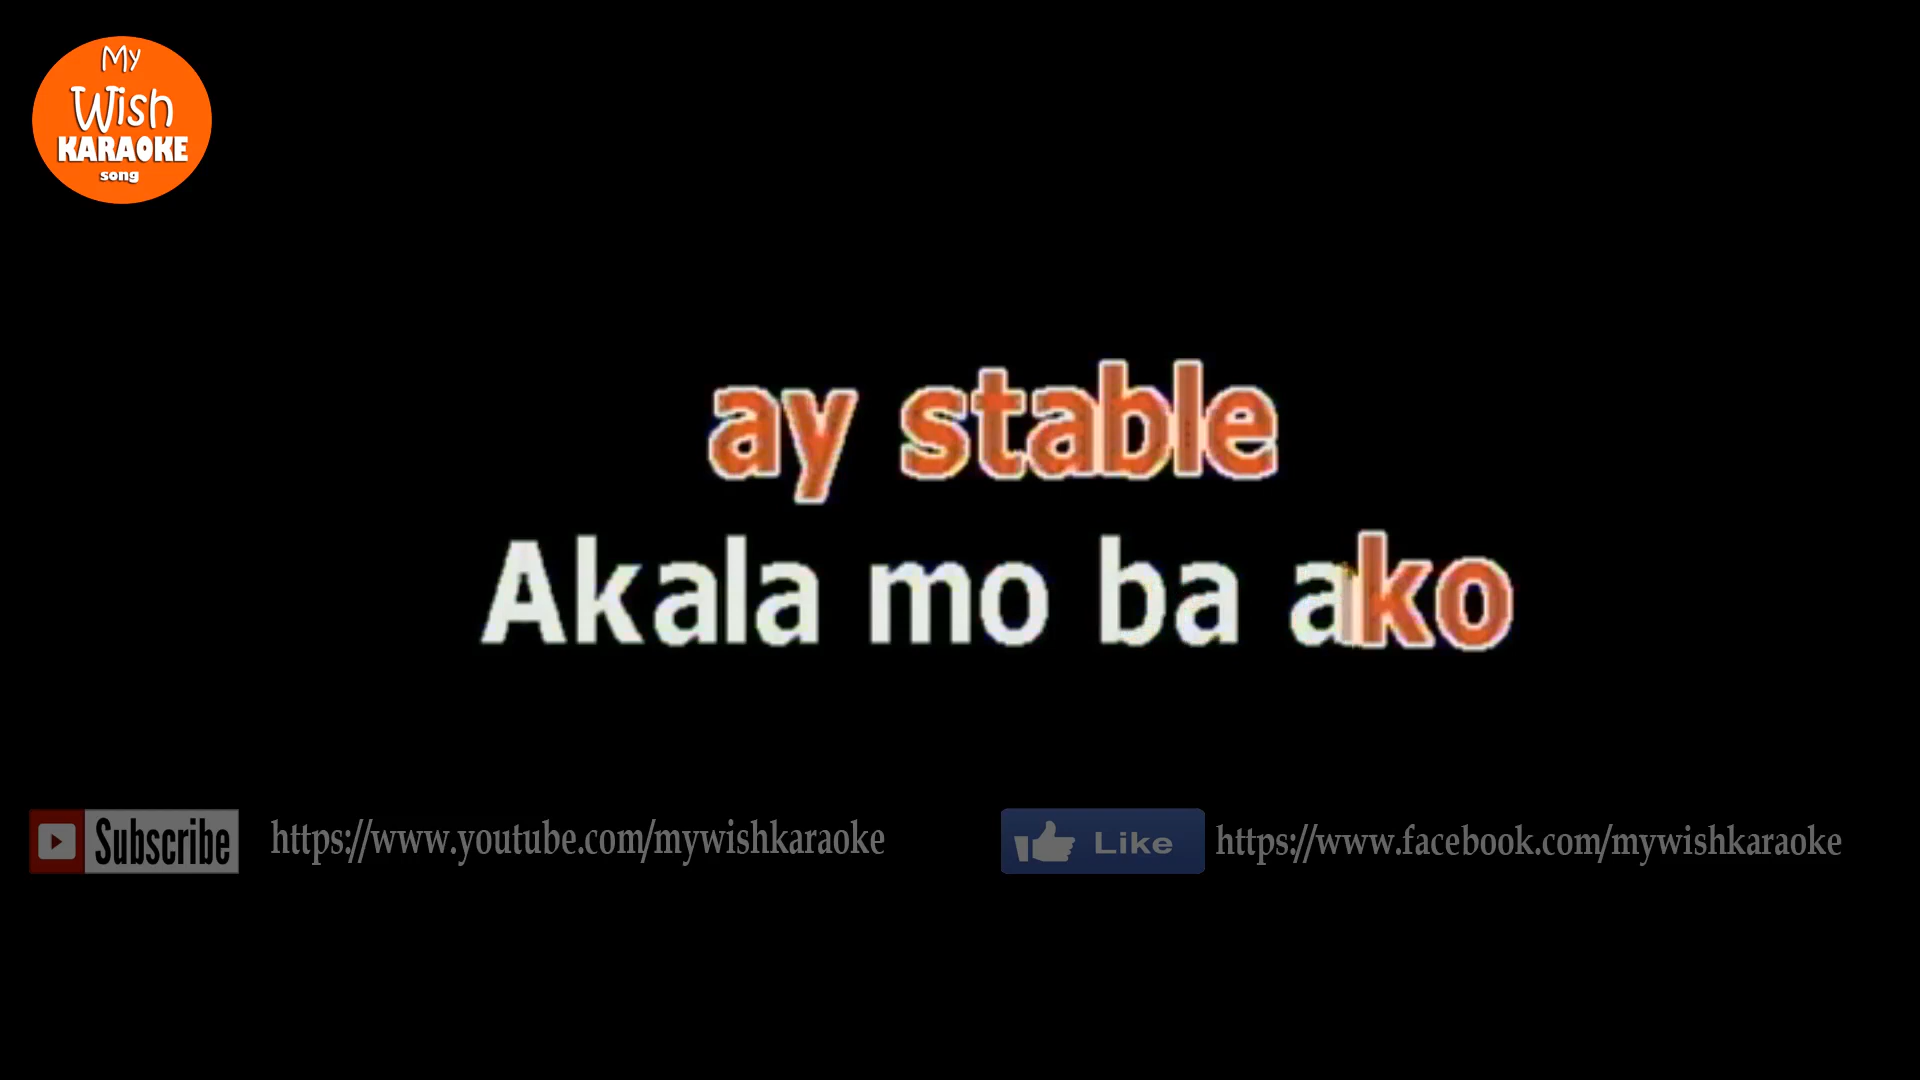 My
Wish
KARAOKE
song
ay stable
Akala mo ba ako
Subscribe https://www.youtube.com/mywishkaraoke
Like https://www.facebook.com/mywishkaraoke